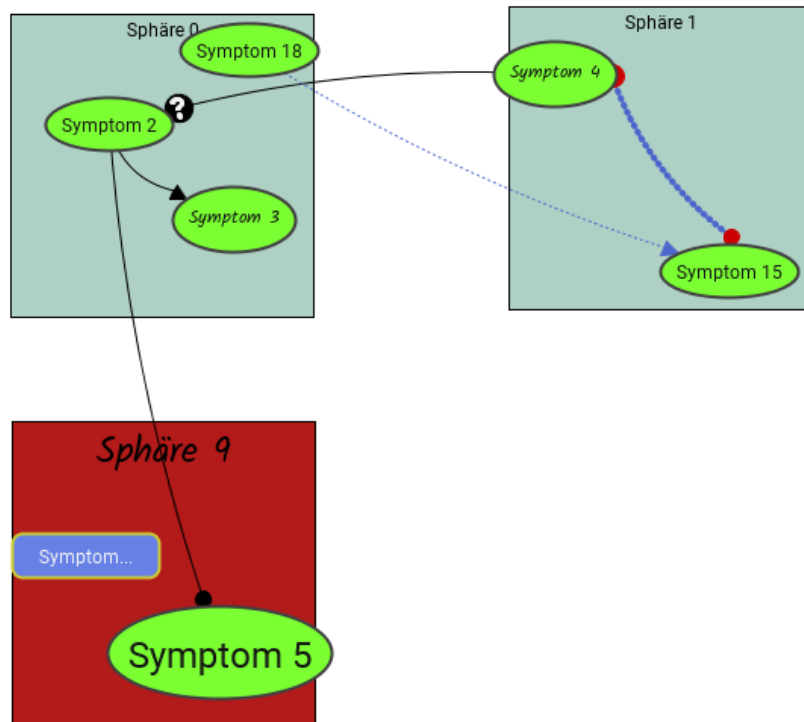 Sphäre 0
Symptom 18
Symptom 2
?
Symptom 3
Sphäre 1
Symptom 4
Symptom 15
Sphäre 9
Symptom...
Symptom 5